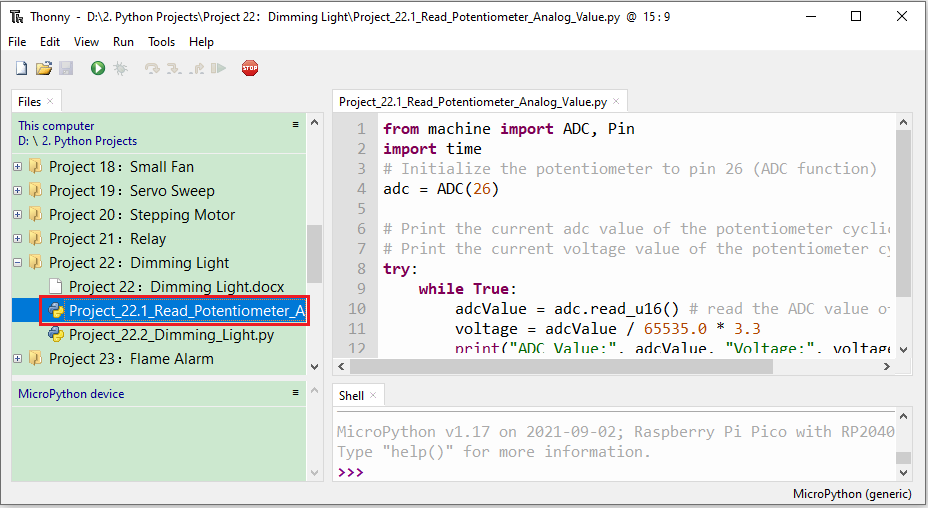 Thonny - D:\2. Python Projects\Project 22：Dimming Light\Project_22.1_Read_Potentiometer_Analog_Value.py @ 15 : 9
File Edit View Run Tools Help
STOP
Files
This computer
D: \ 2. Python Projects
Project 18：Small Fan
Project 19：Servo Sweep
Project 20：Stepping Motor
Project 21：Relay
Project 22：Dimming Light
Project 22：Dimming Light.docx
Project_22.1_Read_Potentiometer_A
Project_22.2_Dimming_Light.py
Project 23：Flame Alarm
MicroPython device
Project_22.1_Read_Potentiometer_Analog_Value.py
1 from machine import ADC, Pin
2 import time
3 # Initialize the potentiometer to pin 26 (ADC function)
4 adc = ADC(26)
5
6 # Print the current adc value of the potentiometer cyclic
7 # Print the current voltage value of the potentiometer cy
8 try:
9     while True:
10         adcValue = adc.read_u16() # read the ADC value of
11         voltage = adcValue / 65535.0 * 3.3
12         print("ADC Value:", adcValue, "Voltage:", voltage
Shell
MicroPython v1.17 on 2021-09-02; Raspberry Pi Pico with RP2040
Type "help()" for more information.
>>>
MicroPython (generic)